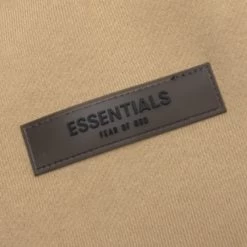 ESSENTIALS
FEAR OF GOD